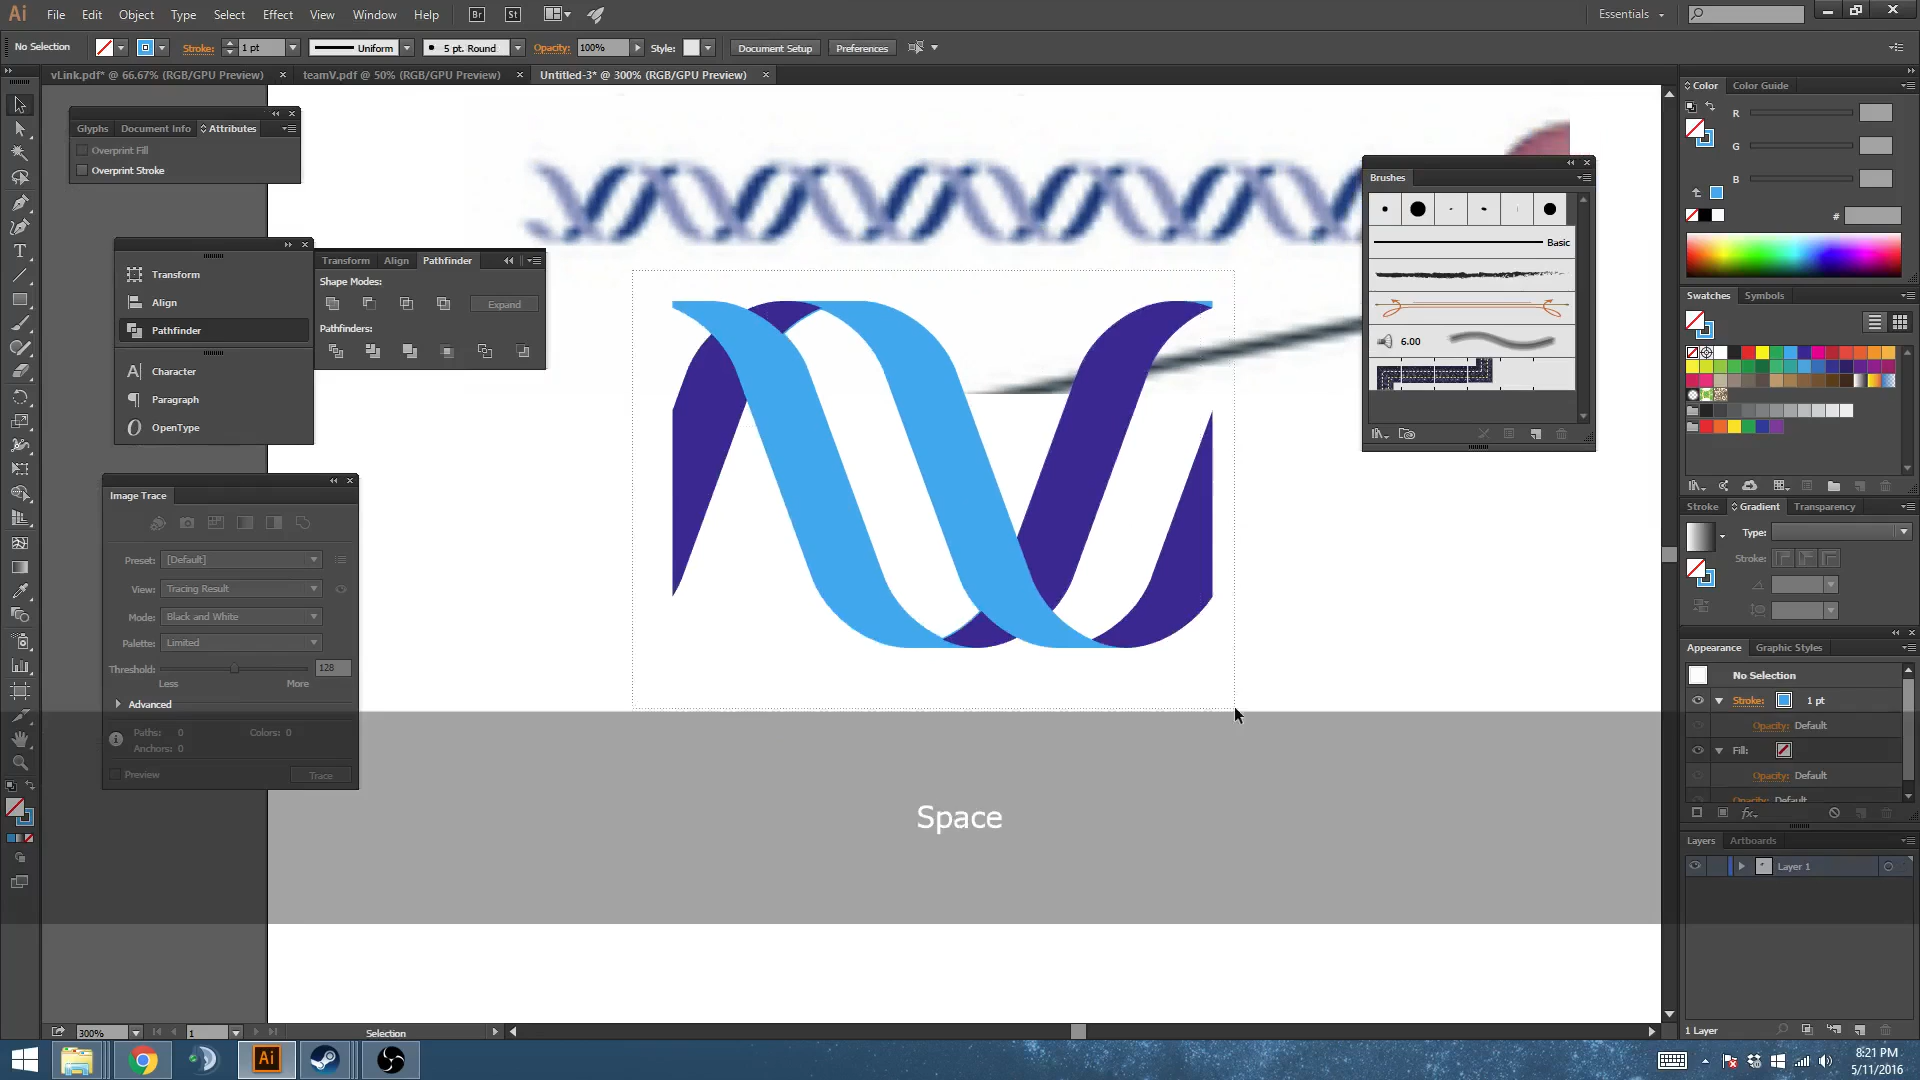 Ai File Edit Object Type Select Effect View Window Help Br St Essentials
No Selection Stroke: 1 pt Uniform 5 pt. Round Opacity: 100% Style: Document Setup Preferences
vLink.pdf* @ 66.67% (RGB/GPU Preview) teamV.pdf @ 50% (RGB/GPU Preview) Untitled-3* @ 300% (RGB/GPU Preview)
Glyphs Document Info Attributes
Overprint Fill
Overprint Stroke
Transform
Align
Pathfinder
Character
Paragraph
OpenType
Transform Align Pathfinder
Shape Modes:
Expand
Pathfinders:
Image Trace
Preset: [Default]
View: Tracing Result
Mode: Black and White
Palette: Limited
Threshold: 128
Less More
Advanced
Paths: 0 Colors: 0
Anchors: 0
Preview Trace
Space
Brushes
Basic
6.00
Color Color Guide
R
G
B
#
Swatches Symbols
Stroke Gradient Transparency
Type:
Stroke:
Appearance Graphic Styles
No Selection
Stroke: 1 pt
Opacity: Default
Fill:
Opacity: Default
Opacity: Default
Layers Artboards
Layer 1
1 Layer
300% 1 Selection
Ai
8:21 PM
5/11/2016